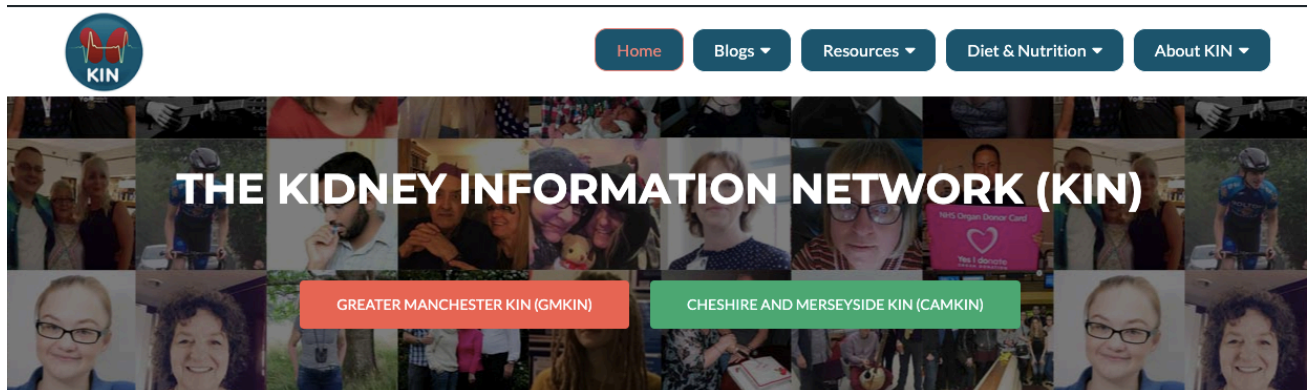 KIN
Home
Blogs
Resources
Diet & Nutrition
About KIN
THE KIDNEY INFORMATION NETWORK (KIN)
NHS Organ Donor Card
Yes I donate
GREATER MANCHESTER KIN (GMKIN)
CHESHIRE AND MERSEYSIDE KIN (CAMKIN)